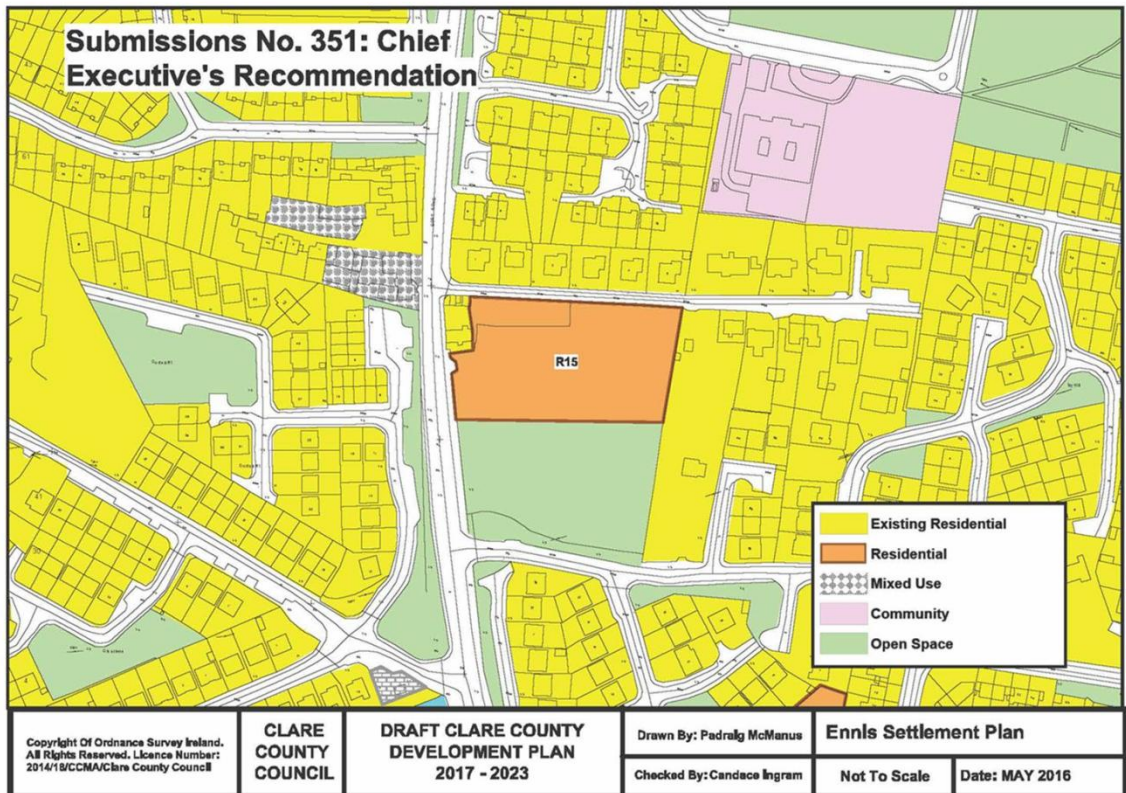 Submissions No. 351: Chief
Executive's Recommendation
R15
Existing Residential
Residential
Mixed Use
Community
Open Space
Copyright Of Ordnance Survey Ireland.
All Rights Reserved. Licence Number:
2014/18/CCMA/Clare County Council
CLARE
COUNTY
COUNCIL
DRAFT CLARE COUNTY
DEVELOPMENT PLAN
2017 - 2023
Drawn By: Padraig McManus
Checked By: Candace Ingram
Ennis Settlement Plan
Not To Scale
Date: MAY 2016